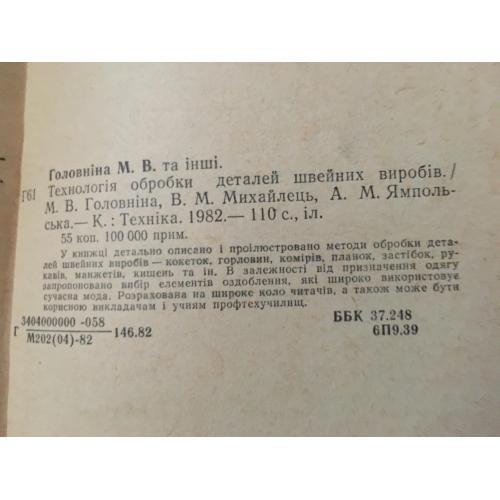 Головніна М. В. та інші.
Г61 Технологія обробки деталей швейних виробів./
М. В. Головніна, В. М. Михайлець, А. М. Ямполь-
ська.— К. : Техніка. 1982.— 110 с., іл.
55 коп. 100 000 прим.
У книжці детально описано і проілюстровано методи обробки дета-
лей швейних виробів — кокеток, горловин, комірів, планок, застібок, ру-
кавів, манжетів, кишень та ін. В залежності від призначення одягу
запропоновано вибір елементів оздоблення, які широко використовує
сучасна мода. Розрахована на широке коло читачів, а також може бути
корисною викладачам і учням профтехучилищ.
Г 3404000000 -058
М202(04)-82 146.82
ББК 37.248
6П9.39